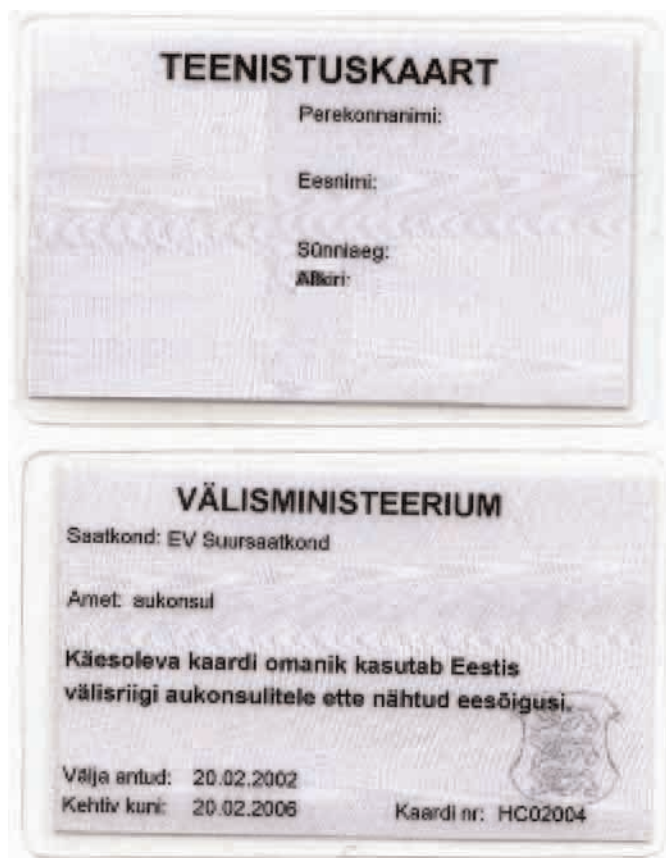 TEENISTUSKAART
Perekonnanimi:
Eesnimi:
Sünniaeg:
Allkiri:
VÄLISMINISTEERIUM
Saatkond: EV Suursaatkond
Amet: aukonsul
Käesoleva kaardi omanik kasutab Eestis
välisriigi aukonsulitele ette nähtud eesõigusi.
Välja antud: 20.02.2002
Kehtiv kuni: 20.02.2006
Kaardi nr: HC02004